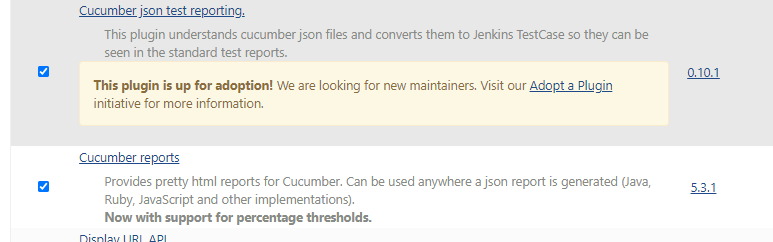 Cucumber json test reporting.
This plugin understands cucumber json files and converts them to Jenkins TestCase so they can be
seen in the standard test reports.
This plugin is up for adoption! We are looking for new maintainers. Visit our Adopt a Plugin
initiative for more information.
0.10.1
Cucumber reports
Provides pretty html reports for Cucumber. Can be used anywhere a json report is generated (Java,
Ruby, JavaScript and other implementations).
Now with support for percentage thresholds.
5.3.1
Display URL API